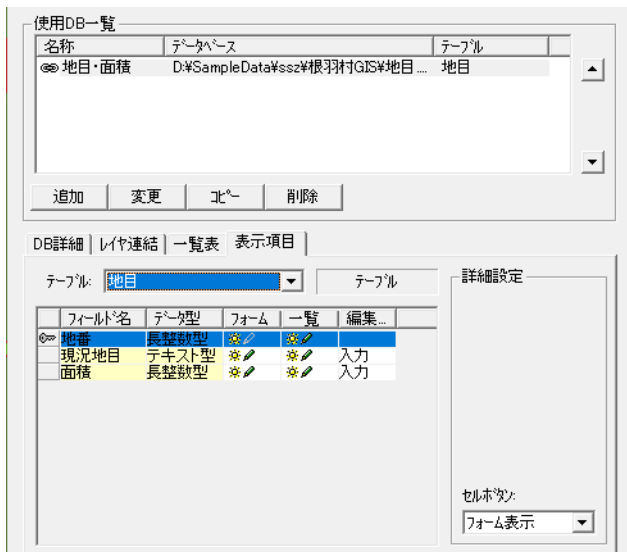 使用DB一覧
名称 ﾃﾞｰﾀﾍﾞｰｽ ﾃｰﾌﾞﾙ
地目･面積 D:¥SampleData¥ssz¥根羽村GIS¥地目... 地目
追加 変更 ｺﾋﾟｰ 削除
DB詳細 ﾚｲﾔ連結 一覧表 表示項目
ﾃｰﾌﾞﾙ: 地目 ﾃｰﾌﾞﾙ 詳細設定
ﾌｨｰﾙﾄﾞ名 ﾃﾞｰﾀ型 ﾌｫｰﾑ 一覧 編集...
地番 長整数型
現況地目 テキスト型 入力
面積 長整数型 入力
ｾﾙﾎﾞﾀﾝ:
ﾌｫｰﾑ表示